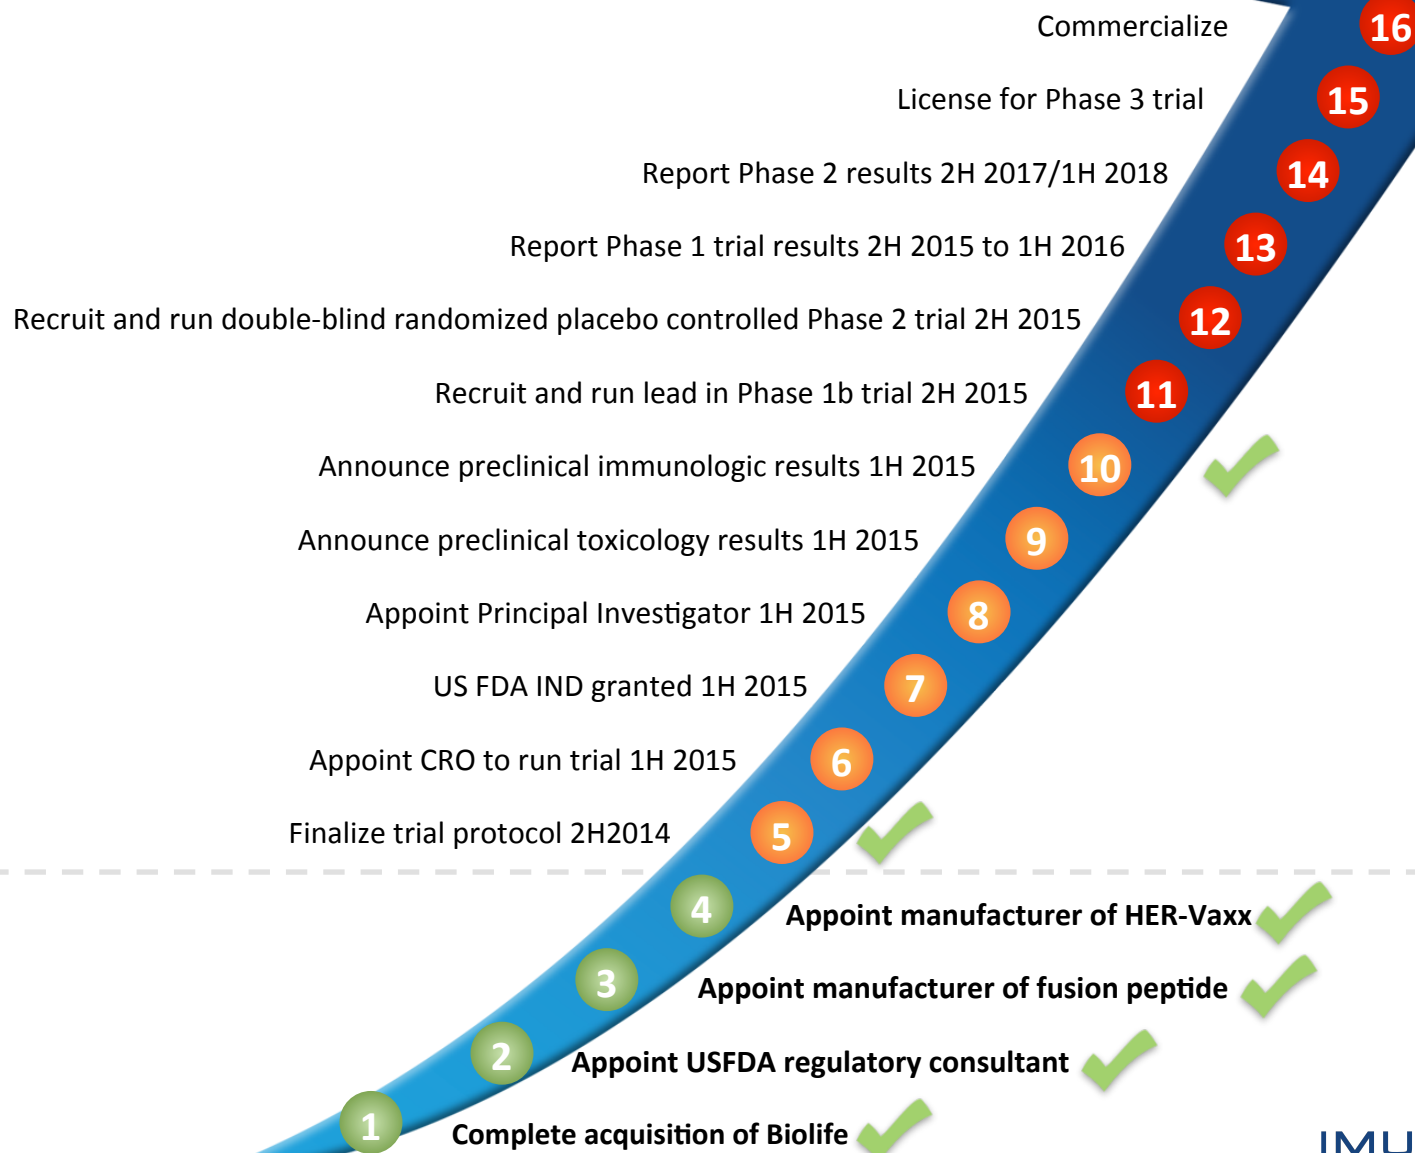 Commercialize 16
License for Phase 3 trial 15
Report Phase 2 results 2H 2017/1H 2018 14
Report Phase 1 trial results 2H 2015 to 1H 2016 13
Recruit and run double-blind randomized placebo controlled Phase 2 trial 2H 2015 12
Recruit and run lead in Phase 1b trial 2H 2015 11
Announce preclinical immunologic results 1H 2015 10
Announce preclinical toxicology results 1H 2015 9
Appoint Principal Investigator 1H 2015 8
US FDA IND granted 1H 2015 7
Appoint CRO to run trial 1H 2015 6
Finalize trial protocol 2H2014 5
4 Appoint manufacturer of HER-Vaxx
3 Appoint manufacturer of fusion peptide
2 Appoint USFDA regulatory consultant
1 Complete acquisition of Biolife